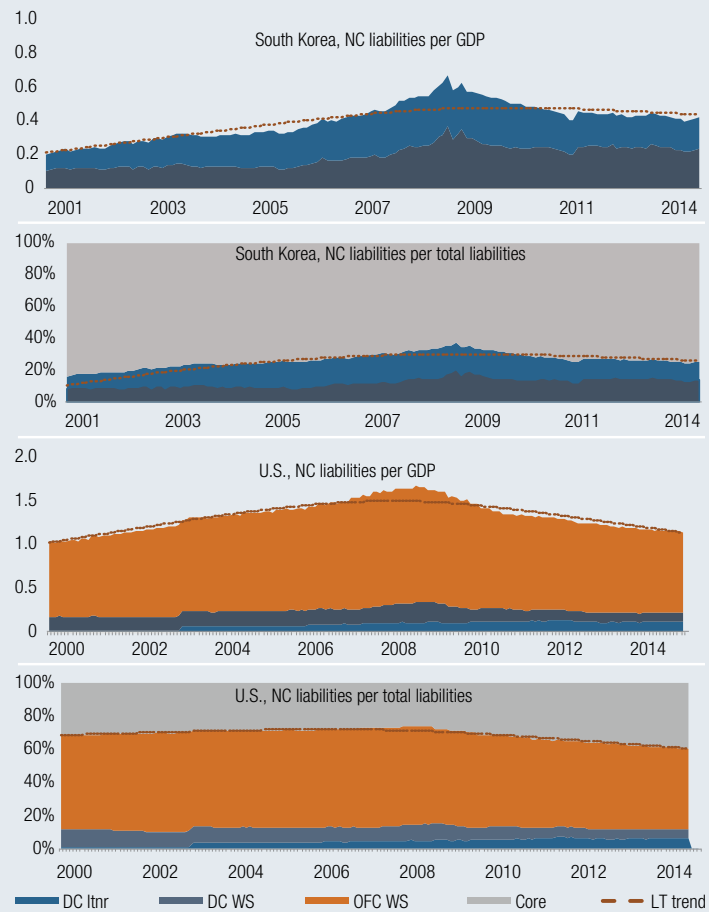 1.0
South Korea, NC liabilities per GDP
0.8
0.6
0.4
0.2
0
2001 2003 2005 2007 2009 2011 2014
100%
South Korea, NC liabilities per total liabilities
80%
60%
40%
20%
0%
2001 2003 2005 2007 2009 2011 2014
2.0
U.S., NC liabilities per GDP
1.5
1.0
0.5
0
2000 2002 2004 2006 2008 2010 2012 2014
100%
U.S., NC liabilities per total liabilities
80%
60%
40%
20%
0%
2000 2002 2004 2006 2008 2010 2012 2014
DC ltnr DC WS OFC WS Core LT trend